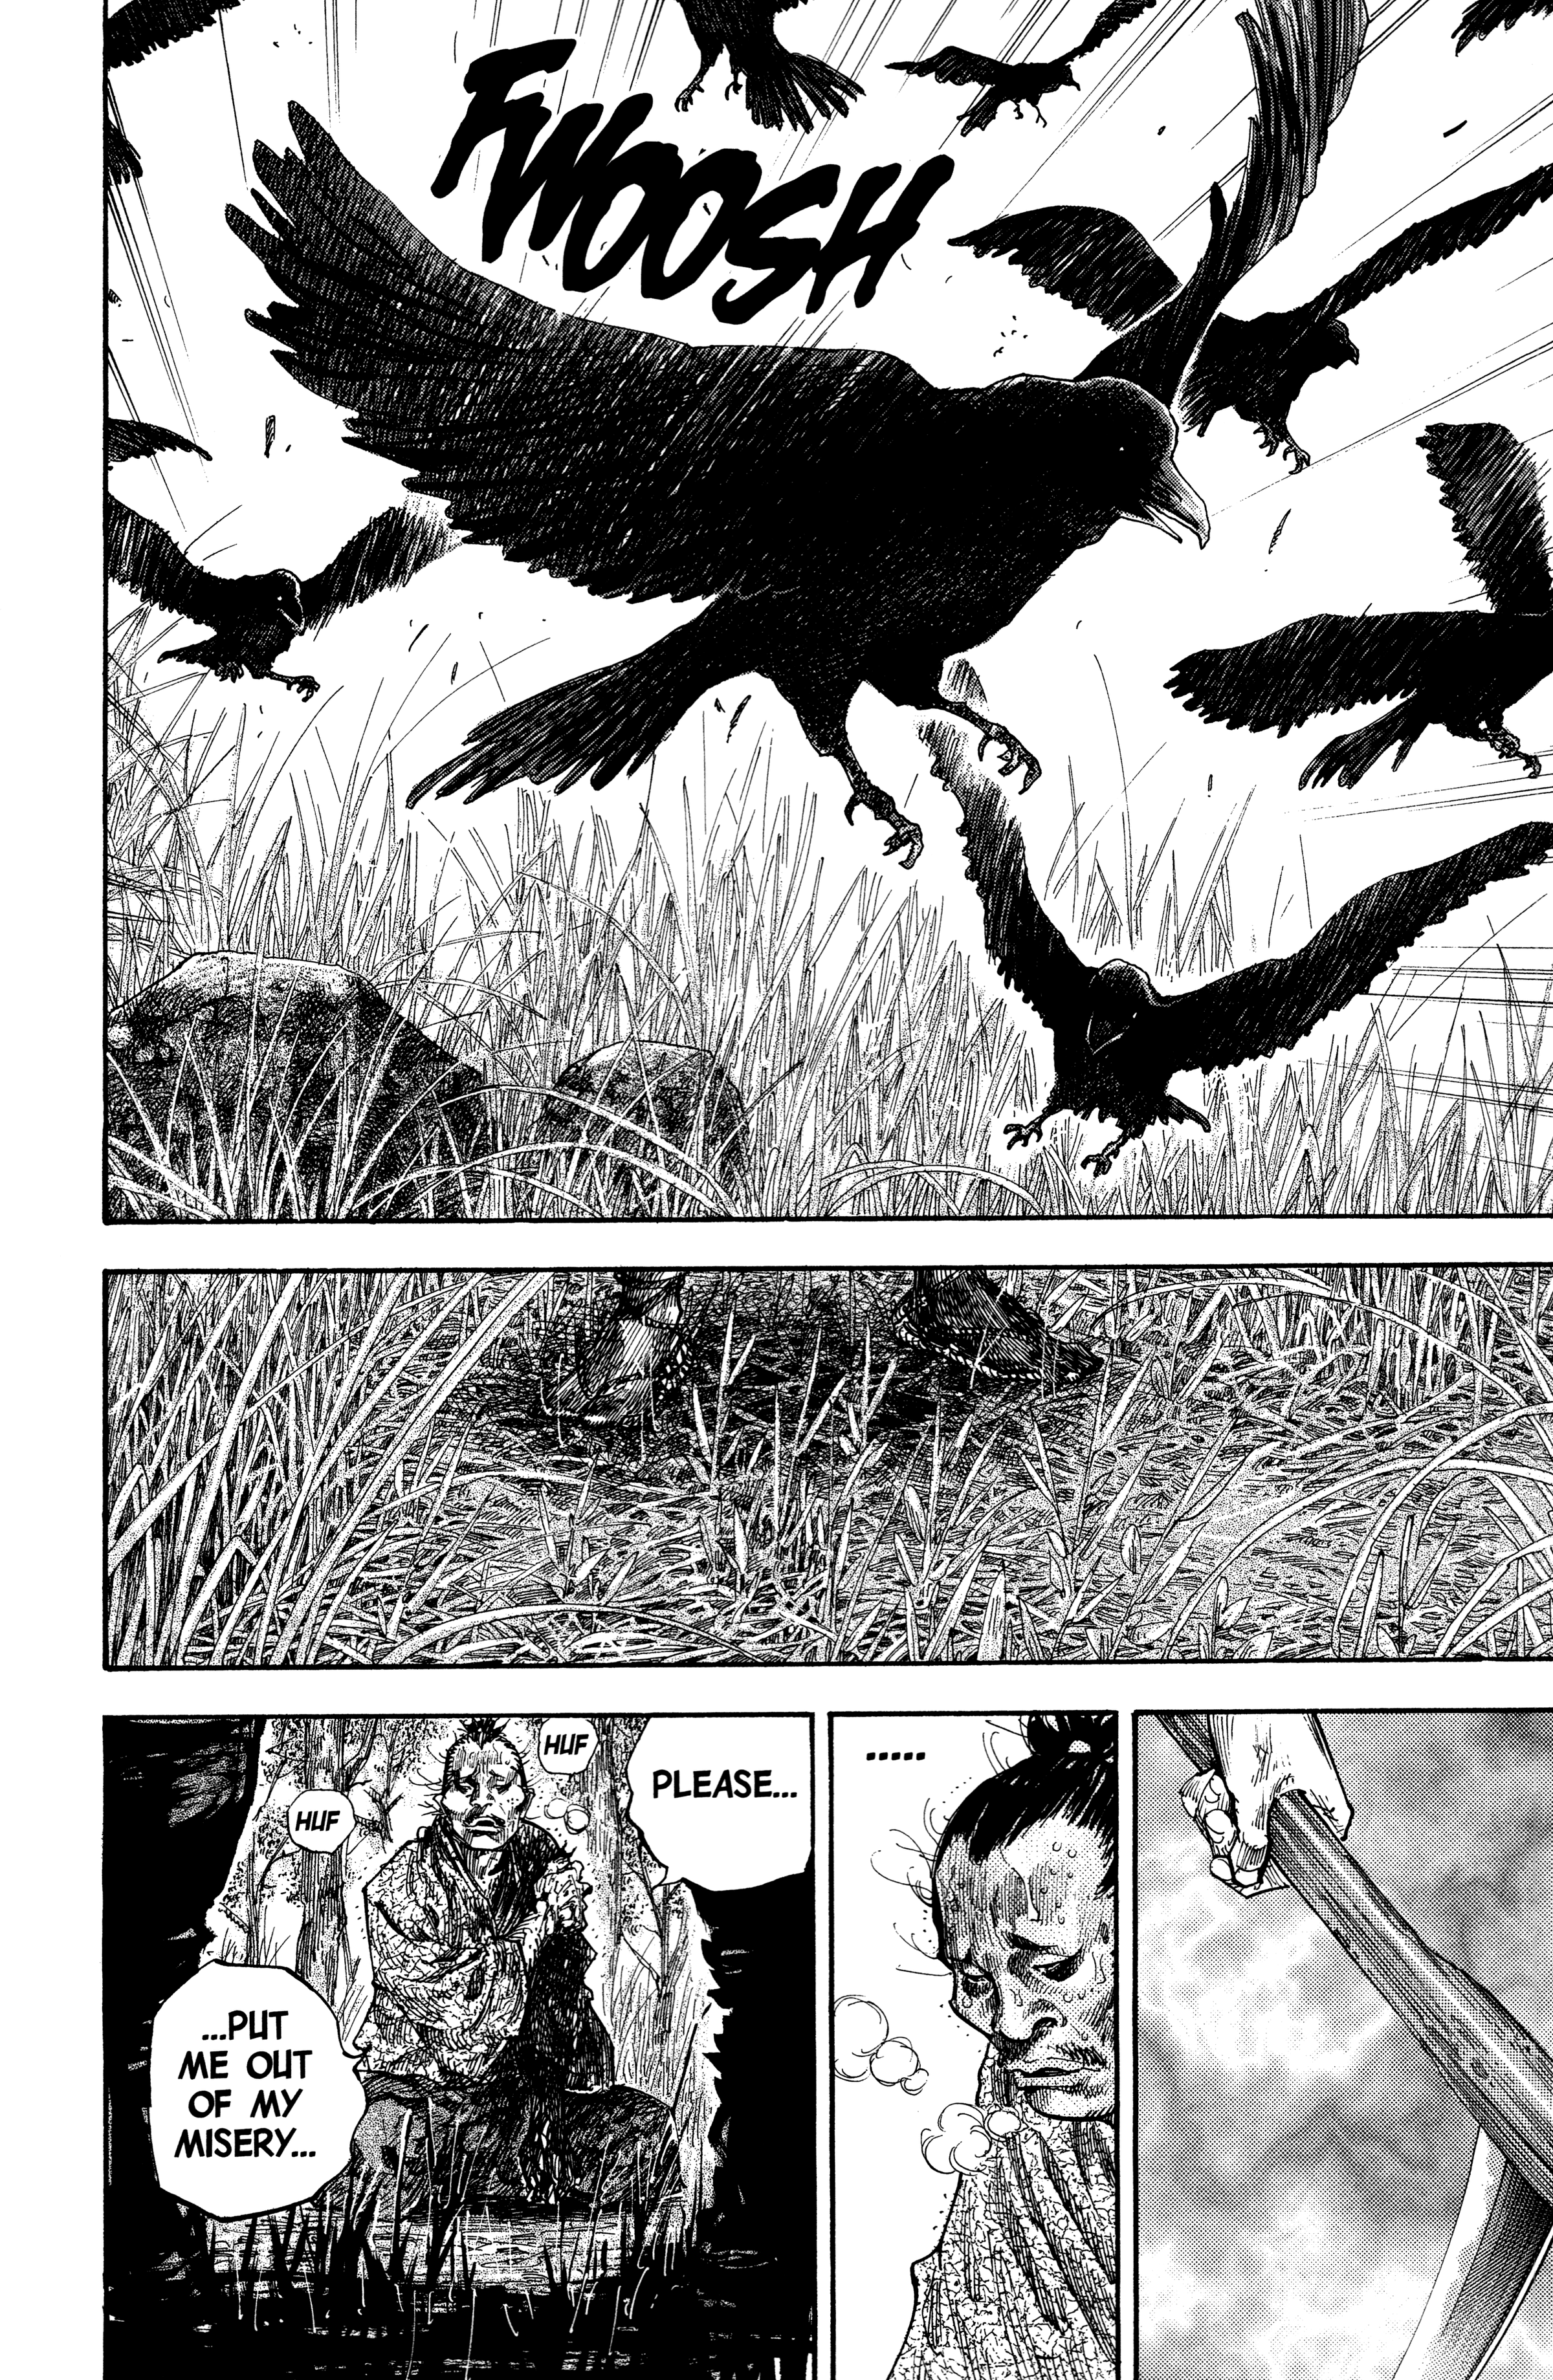 FWOOSH
.....
PLEASE...
HUF
HUF
...PUT
ME OUT
OF MY
MISERY...